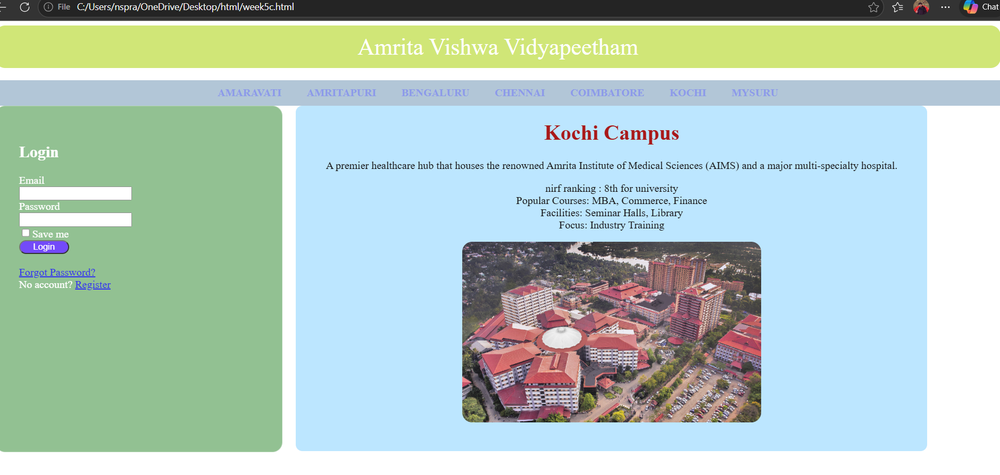 File C:/Users/nspra/OneDrive/Desktop/html/week5c.html
Chat
Amrita Vishwa Vidyapeetham
AMARAVATI AMRITAPURI BENGALURU CHENNAI COIMBATORE KOCHI MYSURU
Login
Email
Password
Save me
Login
Forgot Password?
No account? Register
Kochi Campus
A premier healthcare hub that houses the renowned Amrita Institute of Medical Sciences (AIMS) and a major multi-specialty hospital.
nirf ranking : 8th for university
Popular Courses: MBA, Commerce, Finance
Facilities: Seminar Halls, Library
Focus: Industry Training